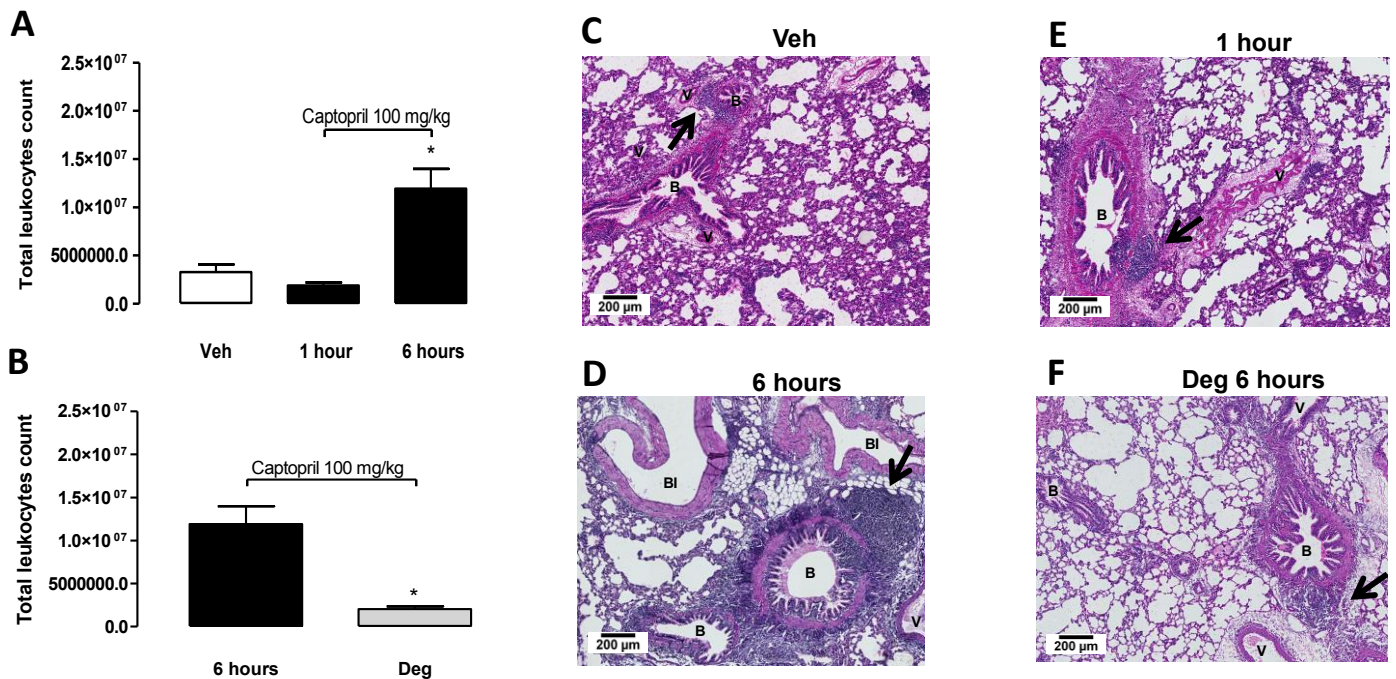 A
2.5×10⁰⁷
2.0×10⁰⁷
1.5×10⁰⁷
1.0×10⁰⁷
5000000.0
0.0
Total leukocytes count
Captopril 100 mg/kg
*
Veh
1 hour
6 hours
B
2.5×10⁰⁷
2.0×10⁰⁷
1.5×10⁰⁷
1.0×10⁰⁷
5000000.0
0.0
Total leukocytes count
Captopril 100 mg/kg
*
6 hours
Deg
C
Veh
V
B
V
B
V
200 µm
D
6 hours
BI
BI
B
B
V
200 µm
E
1 hour
B
V
200 µm
F
Deg 6 hours
V
B
B
V
200 µm